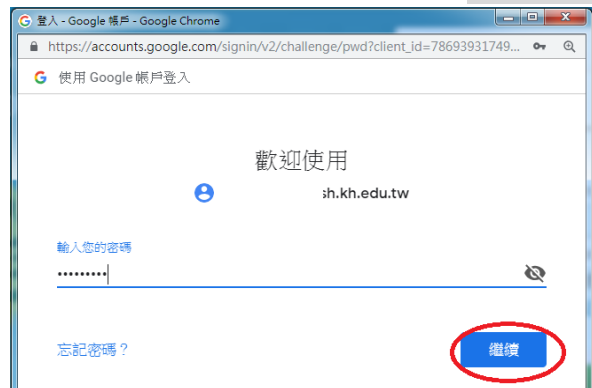 登入 - Google 帳戶 - Google Chrome
https://accounts.google.com/signin/v2/challenge/pwd?client_id=78693931749...
G 使用 Google 帳戶登入
歡迎使用
sh.kh.edu.tw
輸入您的密碼
•••••••••
忘記密碼？
繼續